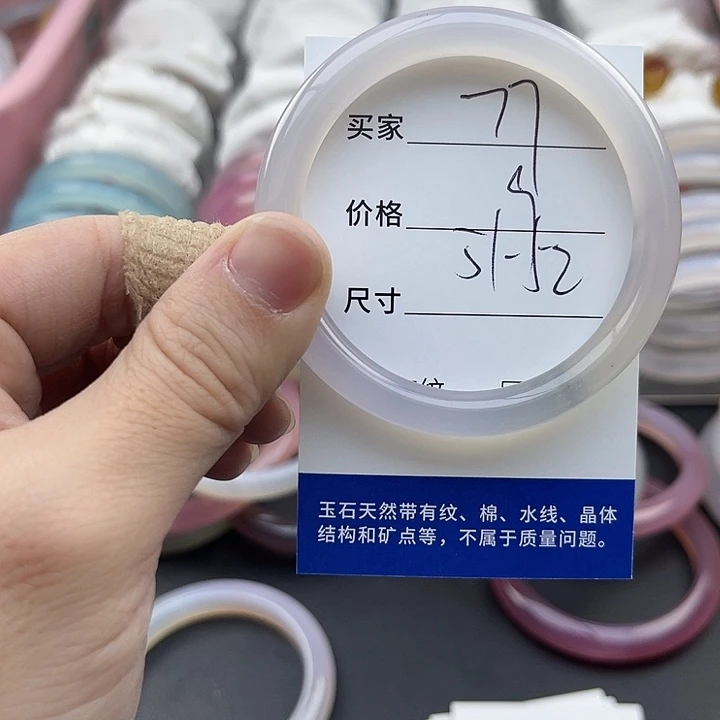 买家 77
价格
尺寸 51-52
玉石天然带有纹、棉、水线、晶体
结构和矿点等，不属于质量问题。